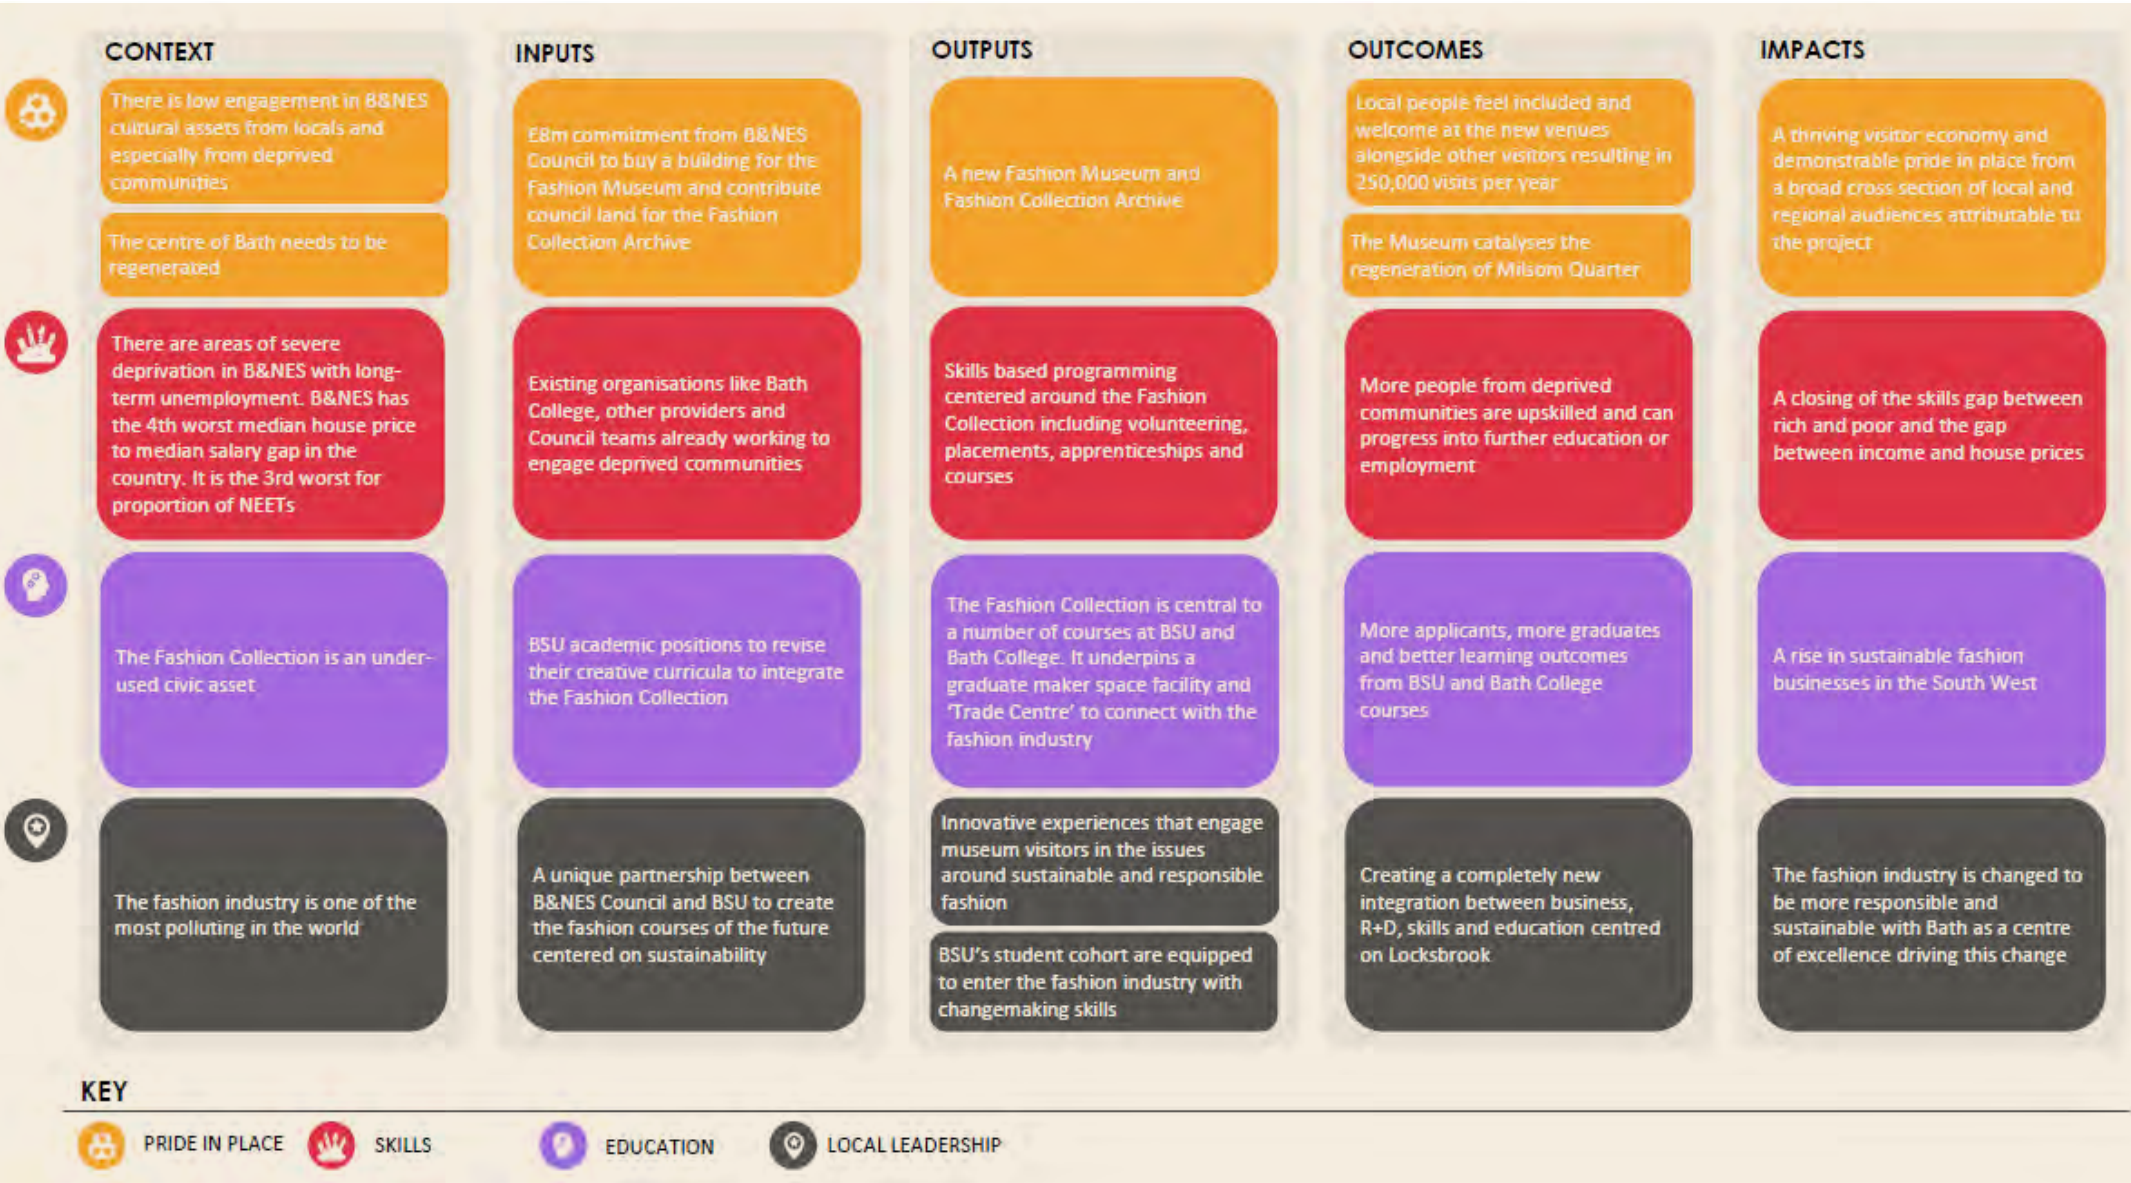 CONTEXT
There is low engagement in B&NES
cultural assets from locals and
especially from deprived
communities
The centre of Bath needs to be
regenerated
There are areas of severe
deprivation in B&NES with long-
term unemployment. B&NES has
the 4th worst median house price
to median salary gap in the
country. It is the 3rd worst for
proportion of NEETs
The Fashion Collection is an under-
used civic asset
The fashion industry is one of the
most polluting in the world
INPUTS
£8m commitment from B&NES
Council to buy a building for the
Fashion Museum and contribute
council land for the Fashion
Collection Archive
Existing organisations like Bath
College, other providers and
Council teams already working to
engage deprived communities
BSU academic positions to revise
their creative curricula to integrate
the Fashion Collection
A unique partnership between
B&NES Council and BSU to create
the fashion courses of the future
centered on sustainability
OUTPUTS
A new Fashion Museum and
Fashion Collection Archive
Skills based programming
centered around the Fashion
Collection including volunteering,
placements, apprenticeships and
courses
The Fashion Collection is central to
a number of courses at BSU and
Bath College. It underpins a
graduate maker space facility and
‘Trade Centre’ to connect with the
fashion industry
Innovative experiences that engage
museum visitors in the issues
around sustainable and responsible
fashion
BSU’s student cohort are equipped
to enter the fashion industry with
changemaking skills
OUTCOMES
Local people feel included and
welcome at the new venues
alongside other visitors resulting in
250,000 visits per year
The Museum catalyses the
regeneration of Milsom Quarter
More people from deprived
communities are upskilled and can
progress into further education or
employment
More applicants, more graduates
and better learning outcomes
from BSU and Bath College
courses
Creating a completely new
integration between business,
R+D, skills and education centred
on Locksbrook
IMPACTS
A thriving visitor economy and
demonstrable pride in place from
a broad cross section of local and
regional audiences attributable to
the project
A closing of the skills gap between
rich and poor and the gap
between income and house prices
A rise in sustainable fashion
businesses in the South West
The fashion industry is changed to
be more responsible and
sustainable with Bath as a centre
of excellence driving this change
KEY
PRIDE IN PLACE
SKILLS
EDUCATION
LOCAL LEADERSHIP